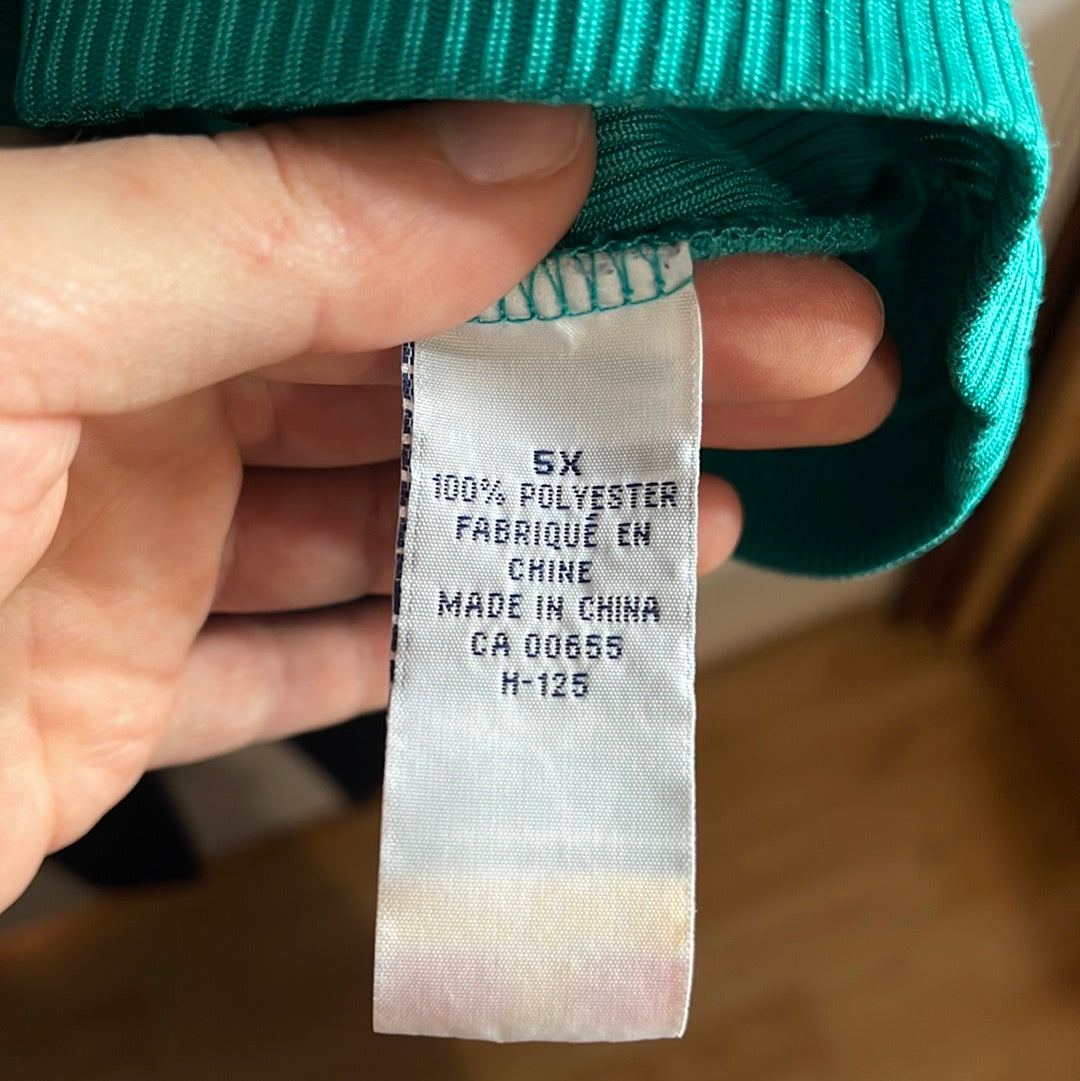 5X
100% POLYESTER
FABRIQUÉ EN
CHINE
MADE IN CHINA
CA 00655
H-125